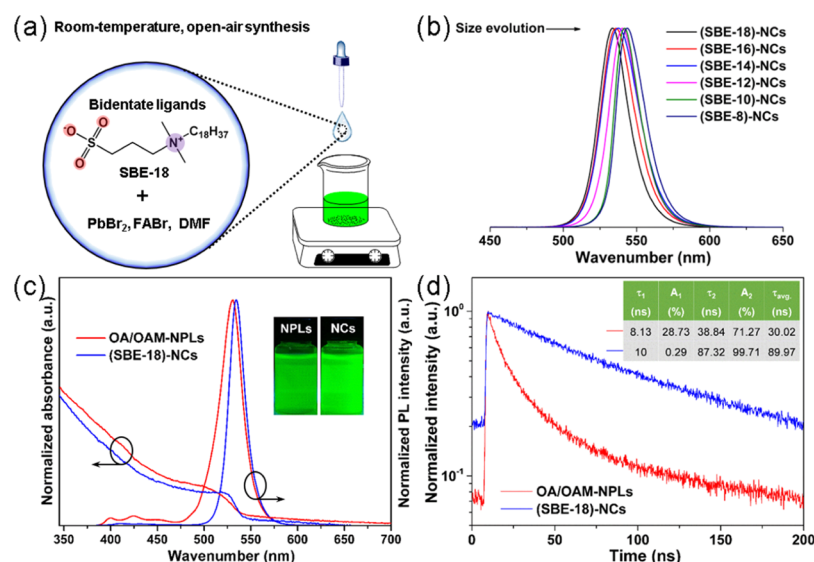 (a) Room-temperature, open-air synthesis
Bidentate ligands
-O
O
S
O
N+
C18H37
SBE-18
+
PbBr2, FABr, DMF
(b)
Size evolution
(SBE-18)-NCs
(SBE-16)-NCs
(SBE-14)-NCs
(SBE-12)-NCs
(SBE-10)-NCs
(SBE-8)-NCs
450 500 550 600 650
Wavenumber (nm)
(c)
OA/OAM-NPLs
(SBE-18)-NCs
NPLs NCs
Normalized absorbance (a.u.)
Normalized PL intensity (a.u.)
350 400 450 500 550 600 650 700
Wavenumber (nm)
(d)
τ1 A1 τ2 A2 τavg.
(ns) (%) (ns) (%) (ns)
8.13 28.73 38.84 71.27 30.02
10 0.29 87.32 99.71 89.97
Normalized intensity (a.u.)
10^0
10^-1
OA/OAM-NPLs
(SBE-18)-NCs
0 25 50 75 100 125 150 200
Time (ns)